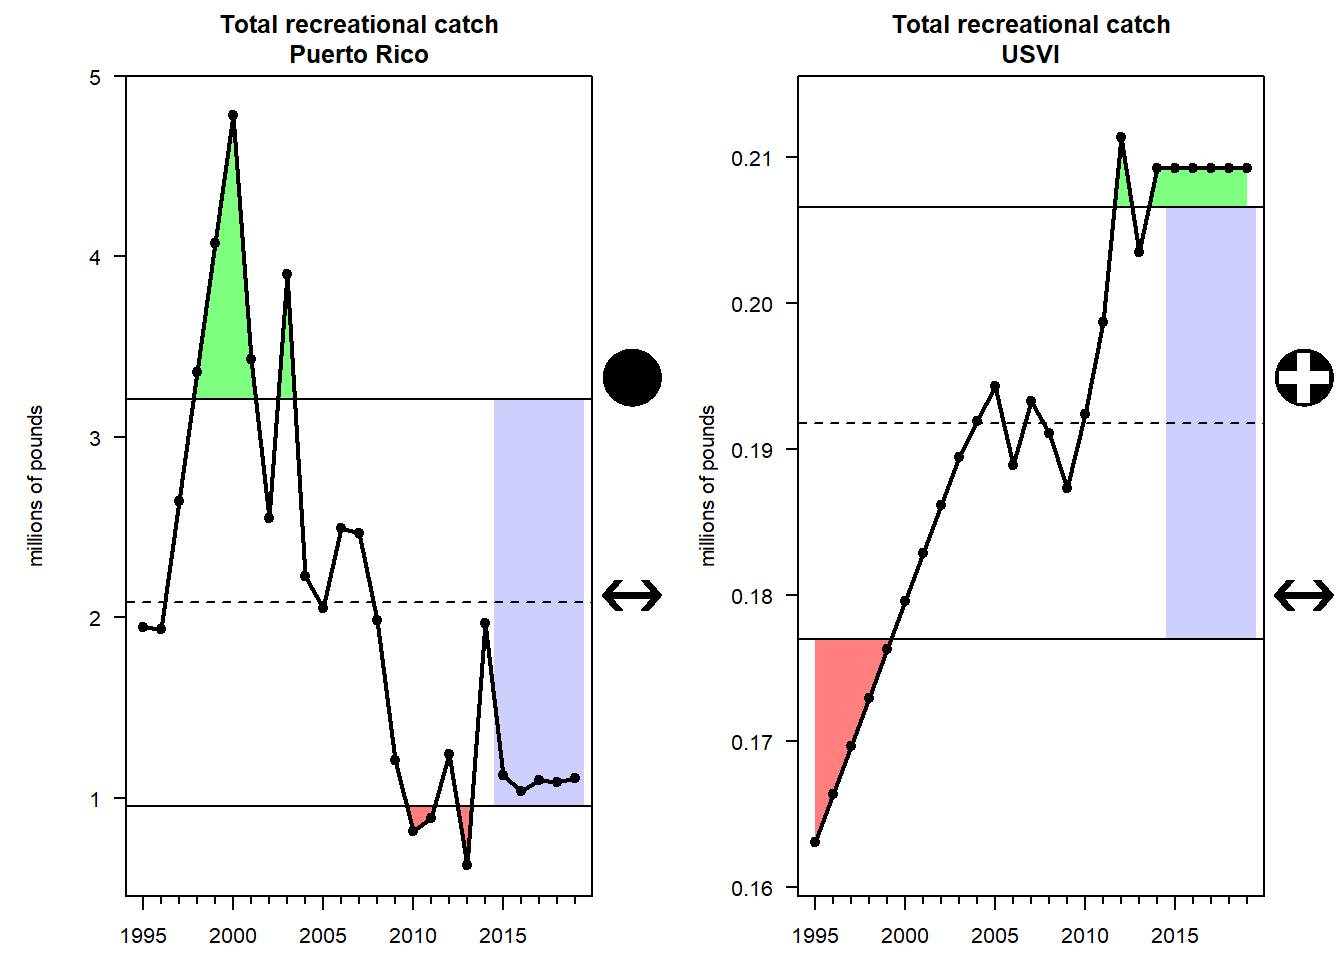 Total recreational catch
Puerto Rico
millions of pounds
5
4
3
2
1
1995 2000 2005 2010 2015
Total recreational catch
USVI
millions of pounds
0.21
0.20
0.19
0.18
0.17
0.16
1995 2000 2005 2010 2015